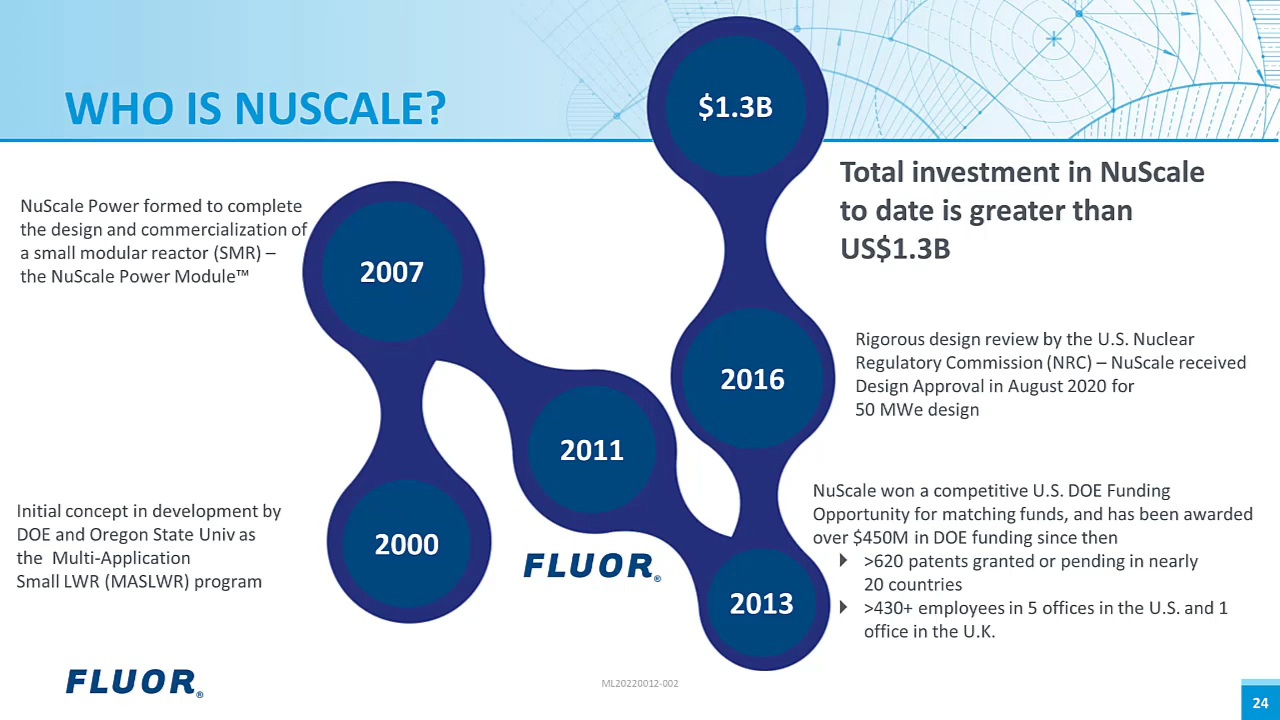 WHO IS NUSCALE?
$1.3B
Total investment in NuScale
to date is greater than
US$1.3B
NuScale Power formed to complete
the design and commercialization of
a small modular reactor (SMR) –
the NuScale Power Module™
2007
Rigorous design review by the U.S. Nuclear
Regulatory Commission (NRC) – NuScale received
Design Approval in August 2020 for
50 MWe design
2016
2011
Initial concept in development by
DOE and Oregon State Univ as
the Multi-Application
Small LWR (MASLWR) program
2000
FLUOR®
NuScale won a competitive U.S. DOE Funding
Opportunity for matching funds, and has been awarded
over $450M in DOE funding since then
>620 patents granted or pending in nearly
20 countries
>430+ employees in 5 offices in the U.S. and 1
office in the U.K.
2013
FLUOR®
ML20220012-002
24